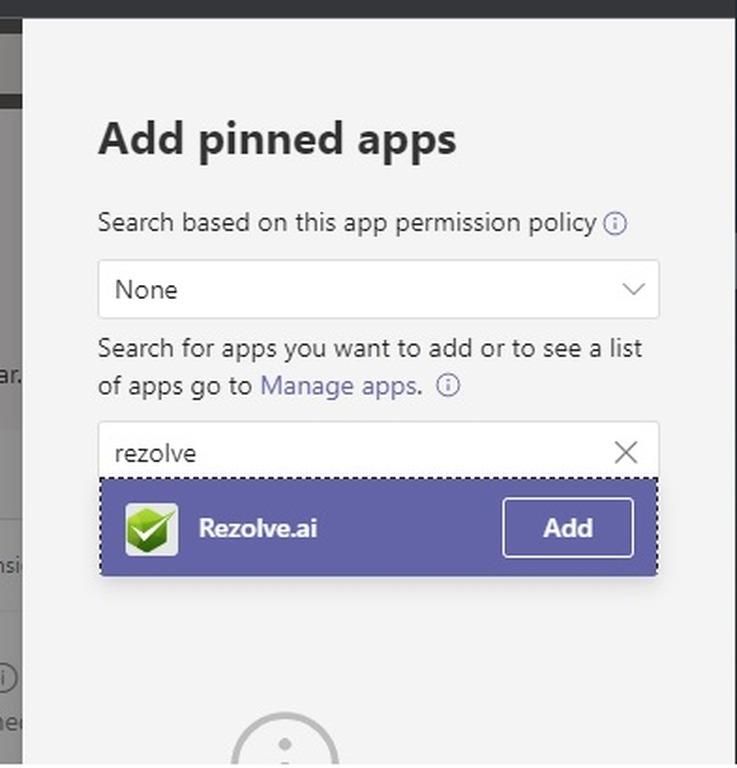 Add pinned apps
Search based on this app permission policy
None
Search for apps you want to add or to see a list
of apps go to Manage apps.
rezolve
Rezolve.ai
Add